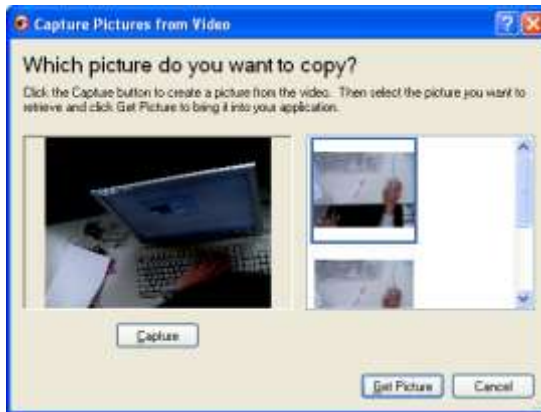 Capture Pictures from Video
Which picture do you want to copy?
Click the Capture button to create a picture from the video. Then select the picture you want to
retrieve and click Get Picture to bring it into your application.
Capture
Get Picture
Cancel